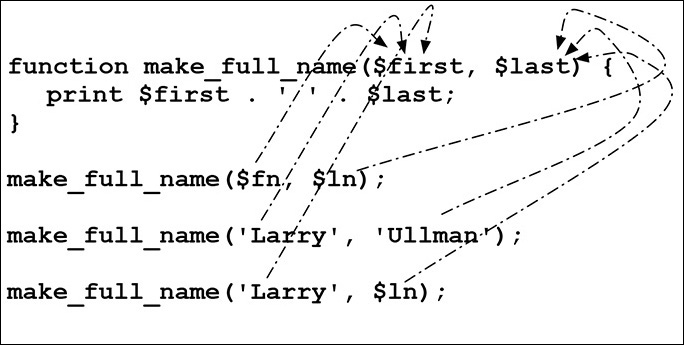 function make_full_name($first, $last) {
print $first . ' ' . $last;
}
make_full_name($fn, $ln);
make_full_name('Larry', 'Ullman');
make_full_name('Larry', $ln);